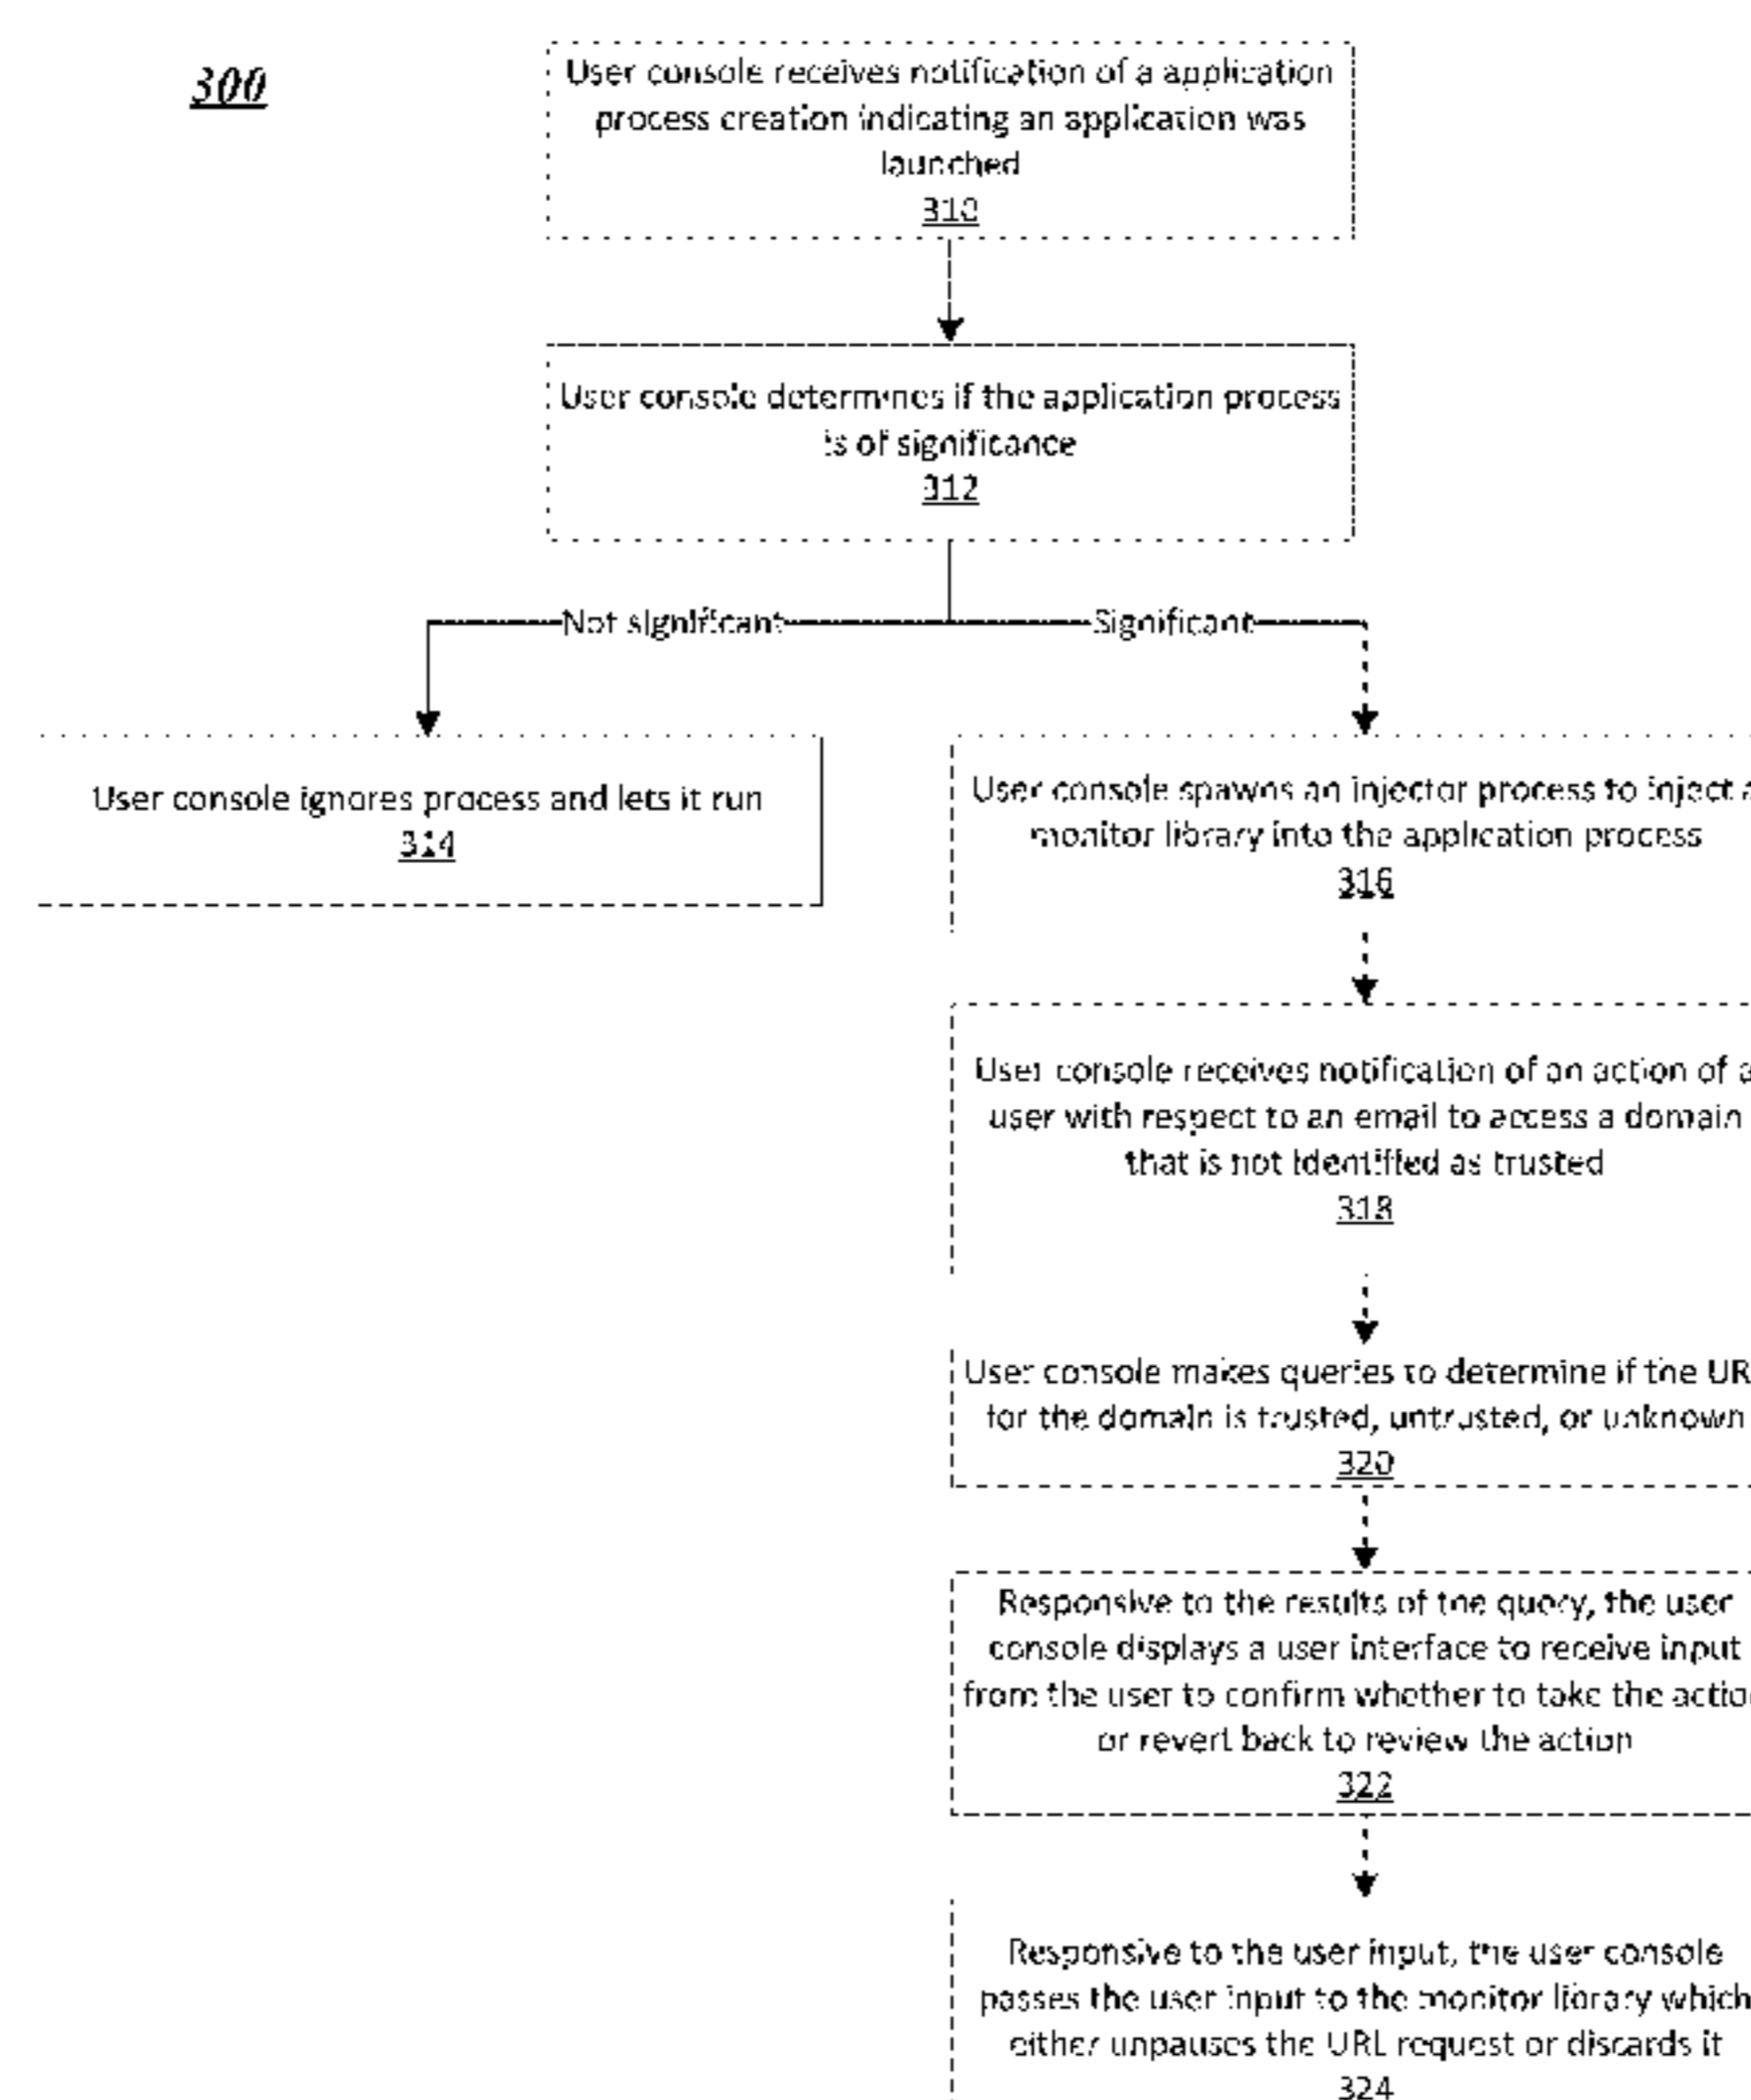 300
User console receives notification of a application
process creation indicating an application was
launched
310
User console determines if the application process
is of significance
312
Not significant
Significant
User console ignores process and lets it run
314
User console spawns an injector process to inject a
monitor library into the application process
316
User console receives notification of an action of a
user with respect to an email to access a domain
that is not identified as trusted
318
User console makes queries to determine if the UR
for the domain is trusted, untrusted, or unknown
320
Responsive to the results of the query, the user
console displays a user interface to receive input
from the user to confirm whether to take the action
or revert back to review the action
322
Responsive to the user input, the user console
passes the user input to the monitor library which
either unpauses the URL request or discards it
324